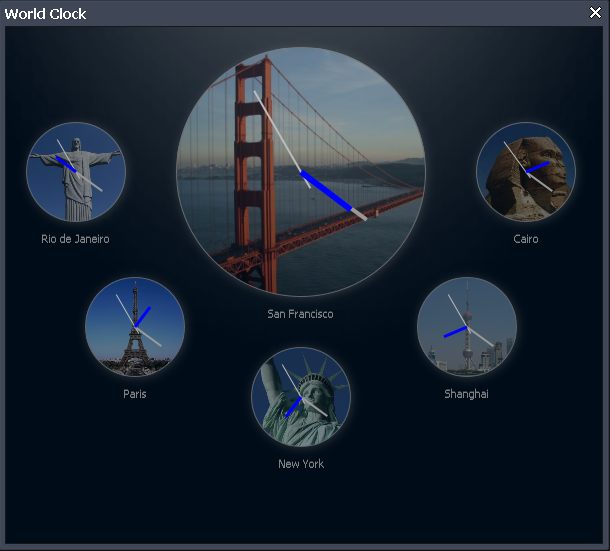 World Clock
Rio de Janeiro
Cairo
San Francisco
Paris
Shanghai
New York